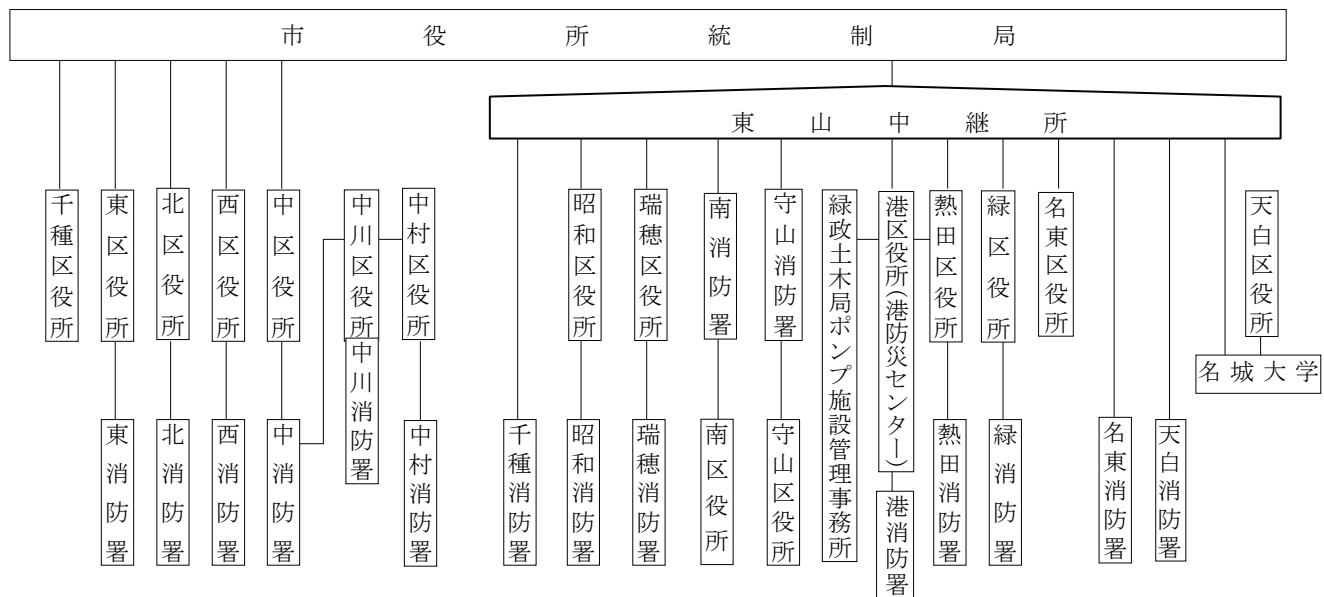 市役所統制局
東山中継所
千種区役所
東区役所
北区役所
西区役所
中区役所
中川区役所
中村区役所
昭和区役所
瑞穂区役所
南消防署
守山消防署
緑政土木局ポンプ施設管理事務所
港区役所(港防災センター)
熱田区役所
緑区役所
名東区役所
天白区役所
名城大学
東消防署
北消防署
西消防署
中消防署
中川消防署
中村消防署
千種消防署
昭和消防署
瑞穂消防署
南区役所
守山区役所
港消防署
熱田消防署
緑消防署
名東消防署
天白消防署